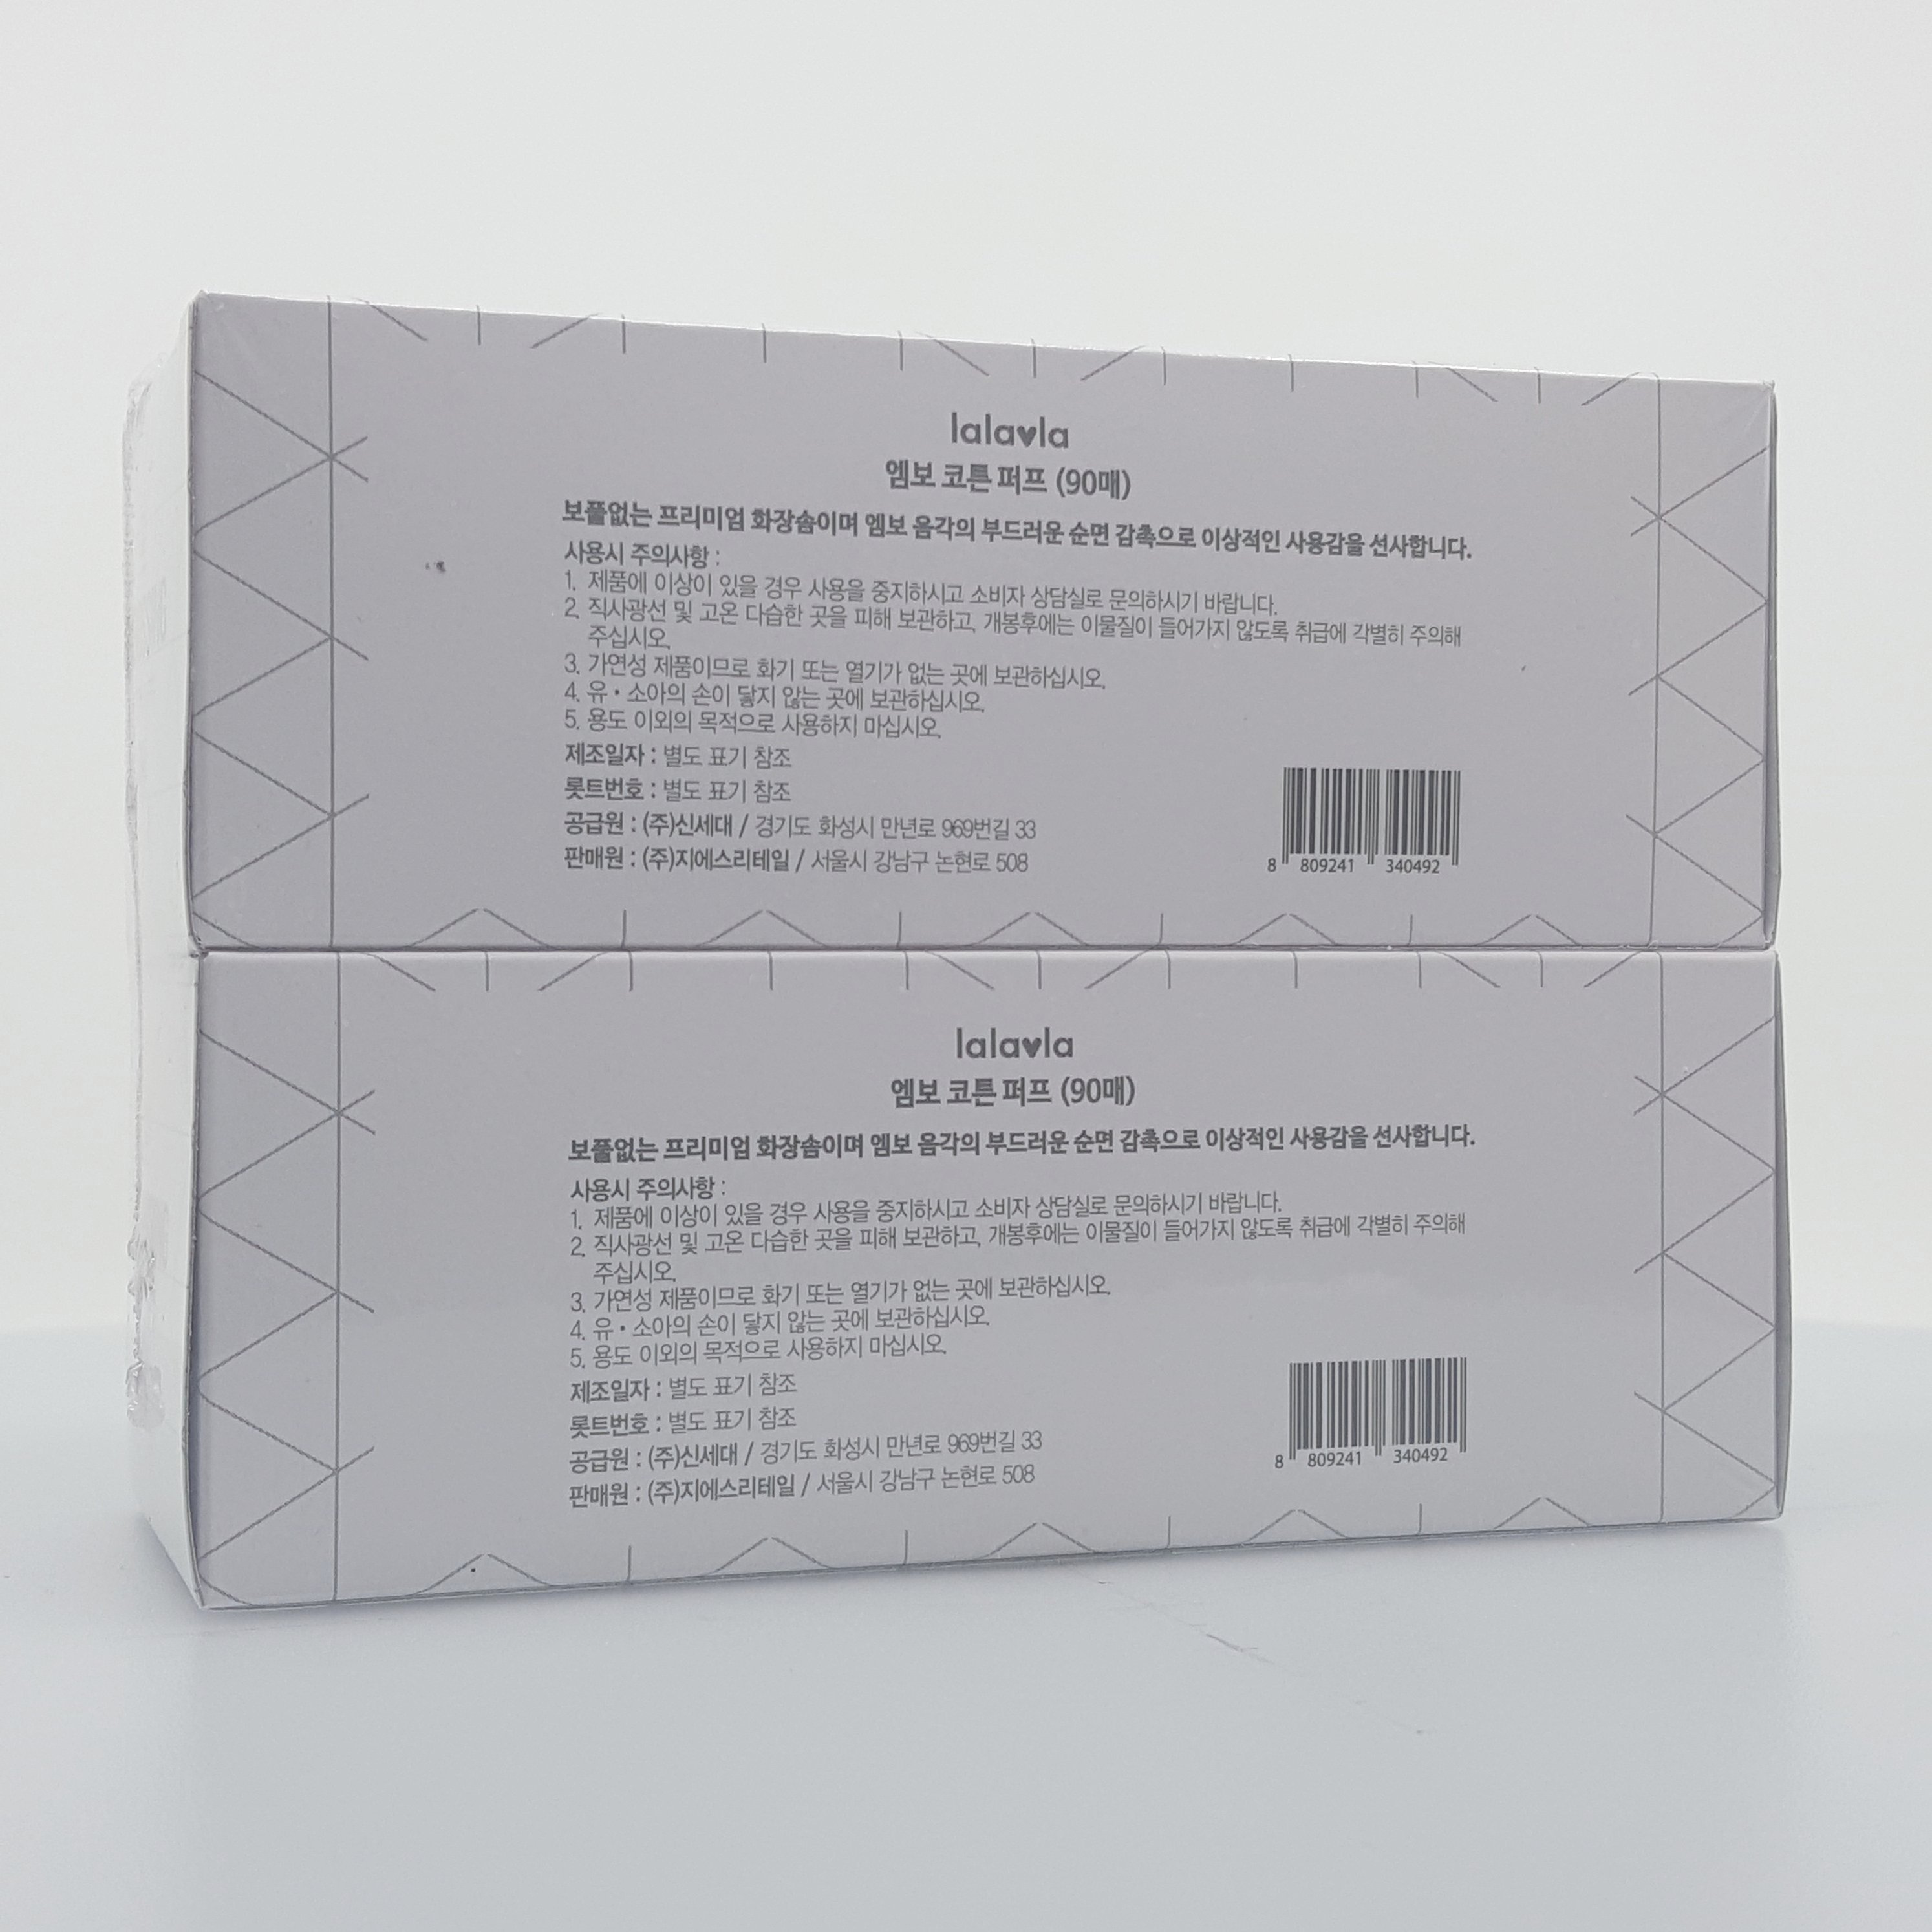 lalavla
엠보 코튼 퍼프 (90매)
보풀없는 프리미엄 화장솜이며 엠보 음각의 부드러운 순면 감촉으로 이상적인 사용감을 선사합니다.
사용시 주의사항 :
1. 제품에 이상이 있을 경우 사용을 중지하시고 소비자 상담실로 문의하시기 바랍니다.
2. 직사광선 및 고온 다습한 곳을 피해 보관하고, 개봉후에는 이물질이 들어가지 않도록 취급에 각별히 주의해
주십시오.
3. 가연성 제품이므로 화기 또는 열기가 없는 곳에 보관하십시오.
4. 유·소아의 손이 닿지 않는 곳에 보관하십시오.
5. 용도 이외의 목적으로 사용하지 마십시오.
제조일자 : 별도 표기 참조
롯트번호 : 별도 표기 참조
공급원 : (주)신세대 / 경기도 화성시 만년로 969번길 33
판매원 : (주)지에스리테일 / 서울시 강남구 논현로 508
8 809241 340492
lalavla
엠보 코튼 퍼프 (90매)
보풀없는 프리미엄 화장솜이며 엠보 음각의 부드러운 순면 감촉으로 이상적인 사용감을 선사합니다.
사용시 주의사항 :
1. 제품에 이상이 있을 경우 사용을 중지하시고 소비자 상담실로 문의하시기 바랍니다.
2. 직사광선 및 고온 다습한 곳을 피해 보관하고, 개봉후에는 이물질이 들어가지 않도록 취급에 각별히 주의해
주십시오.
3. 가연성 제품이므로 화기 또는 열기가 없는 곳에 보관하십시오.
4. 유·소아의 손이 닿지 않는 곳에 보관하십시오.
5. 용도 이외의 목적으로 사용하지 마십시오.
제조일자 : 별도 표기 참조
롯트번호 : 별도 표기 참조
공급원 : (주)신세대 / 경기도 화성시 만년로 969번길 33
판매원 : (주)지에스리테일 / 서울시 강남구 논현로 508
8 809241 340492